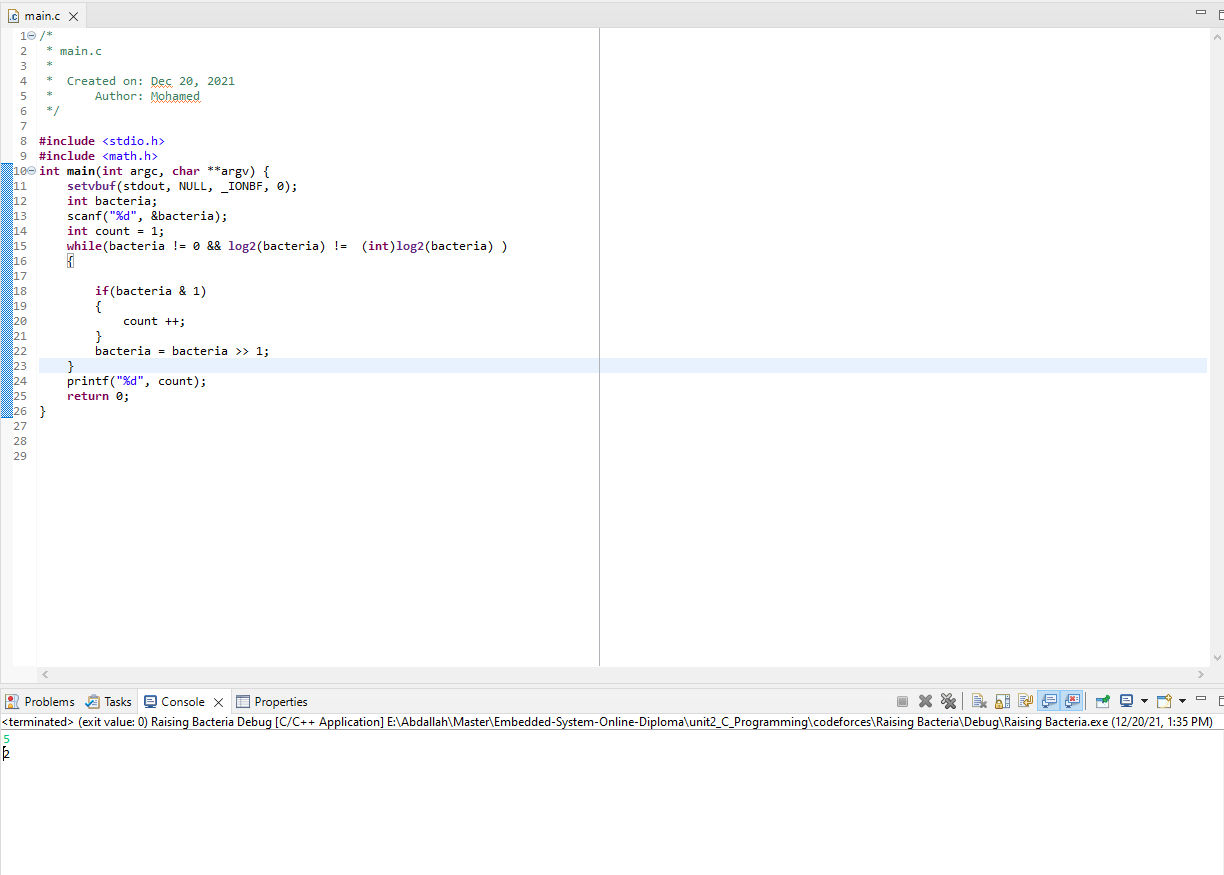 main.c
1 /*
2  * main.c
3  *
4  *  Created on: Dec 20, 2021
5  *      Author: Mohamed
6  */
7
8 #include <stdio.h>
9 #include <math.h>
10 int main(int argc, char **argv) {
11     setvbuf(stdout, NULL, _IONBF, 0);
12     int bacteria;
13     scanf("%d", &bacteria);
14     int count = 1;
15     while(bacteria != 0 && log2(bacteria) !=  (int)log2(bacteria) )
16     {
17
18         if(bacteria & 1)
19         {
20             count ++;
21         }
22         bacteria = bacteria >> 1;
23     }
24     printf("%d", count);
25     return 0;
26 }
27
28
29
Problems Tasks Console Properties
<terminated> (exit value: 0) Raising Bacteria Debug [C/C++ Application] E:\Abdallah\Master\Embedded-System-Online-Diploma\unit2_C_Programming\codeforces\Raising Bacteria\Debug\Raising Bacteria.exe (12/20/21, 1:35 PM)
5
2